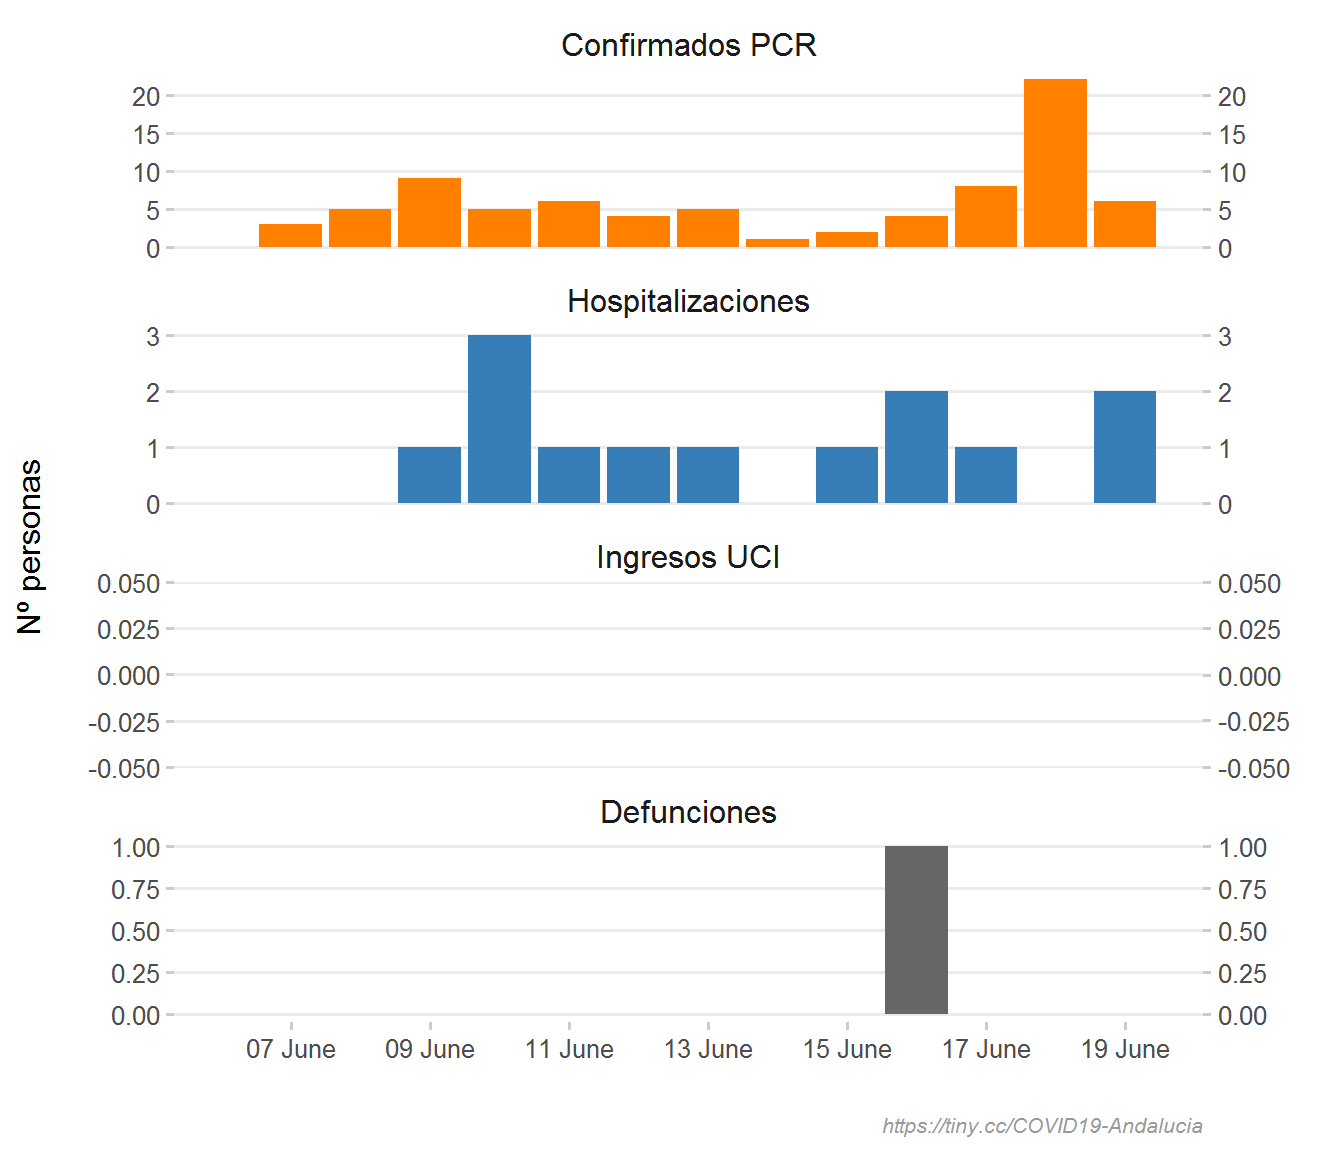 Confirmados PCR
20 20
15 15
10 10
5 5
0 0
Hospitalizaciones
3 3
2 2
1 1
0 0
Nº personas
Ingresos UCI
0.050 0.050
0.025 0.025
0.000 0.000
-0.025 -0.025
-0.050 -0.050
Defunciones
1.00 1.00
0.75 0.75
0.50 0.50
0.25 0.25
0.00 0.00
07 June 09 June 11 June 13 June 15 June 17 June 19 June
https://tiny.cc/COVID19-Andalucia